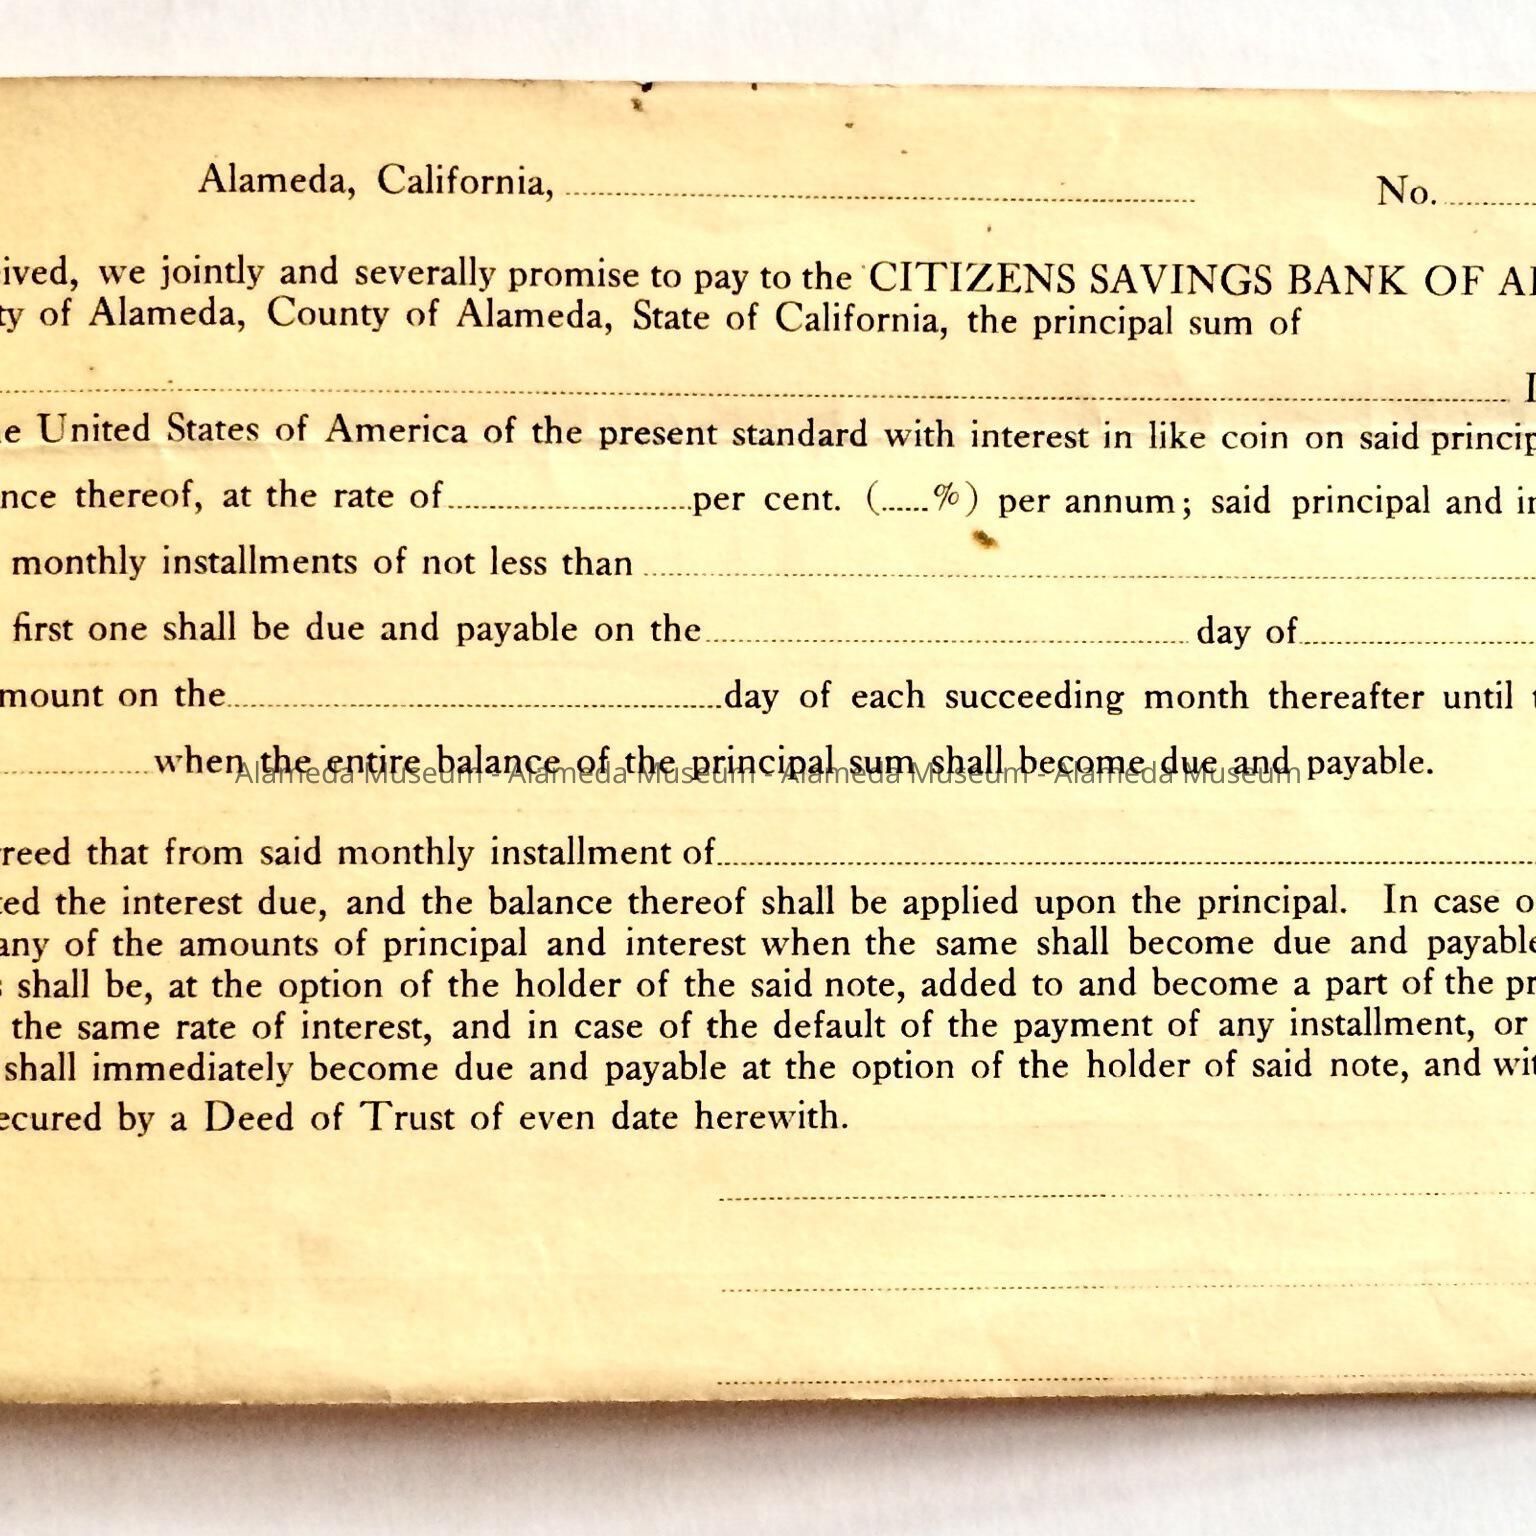 Alameda, California, No.
ived, we jointly and severally promise to pay to the CITIZENS SAVINGS BANK OF AL
ty of Alameda, County of Alameda, State of California, the principal sum of
e United States of America of the present standard with interest in like coin on said princip
nce thereof, at the rate of per cent. (......%) per annum; said principal and in
monthly installments of not less than
first one shall be due and payable on the day of
mount on the day of each succeeding month thereafter until t
when the entire balance of the principal sum shall become due and payable.
Alameda Museum - Alameda Museum - Alameda Museum - Alameda Museum
reed that from said monthly installment of
ted the interest due, and the balance thereof shall be applied upon the principal. In case o
any of the amounts of principal and interest when the same shall become due and payable
s shall be, at the option of the holder of the said note, added to and become a part of the pr
the same rate of interest, and in case of the default of the payment of any installment, or
shall immediately become due and payable at the option of the holder of said note, and wit
ecured by a Deed of Trust of even date herewith.